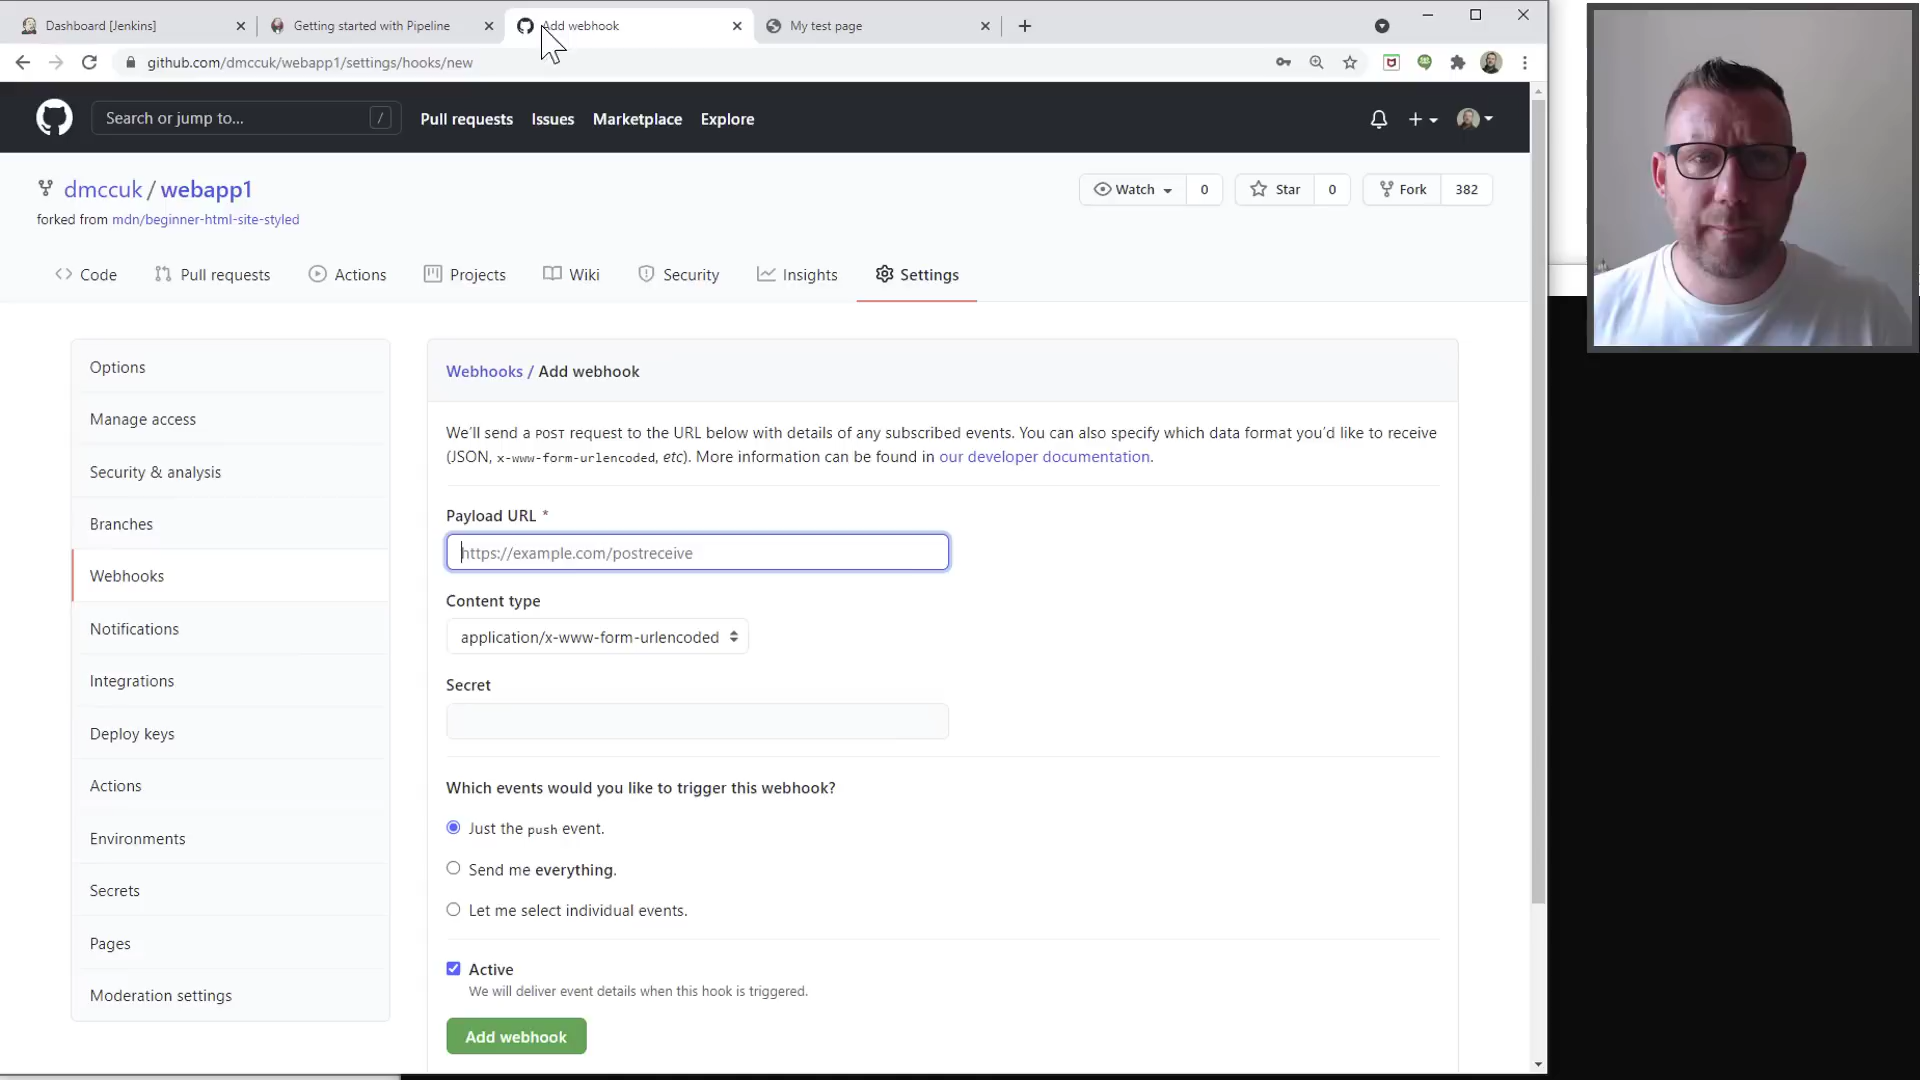 Dashboard [Jenkins]
Getting started with Pipeline
Add webhook
My test page
github.com/dmccuk/webapp1/settings/hooks/new
Search or jump to...
/
Pull requests
Issues
Marketplace
Explore
dmccuk / webapp1
Watch
0
Star
0
Fork
382
forked from mdn/beginner-html-site-styled
Code
Pull requests
Actions
Projects
Wiki
Security
Insights
Settings
Options
Manage access
Security & analysis
Branches
Webhooks
Notifications
Integrations
Deploy keys
Actions
Environments
Secrets
Pages
Moderation settings
Webhooks / Add webhook
We'll send a POST request to the URL below with details of any subscribed events. You can also specify which data format you'd like to receive
(JSON, x-www-form-urlencoded, etc). More information can be found in our developer documentation.
Payload URL *
https://example.com/postreceive
Content type
application/x-www-form-urlencoded
Secret
Which events would you like to trigger this webhook?
Just the push event.
Send me everything.
Let me select individual events.
Active
We will deliver event details when this hook is triggered.
Add webhook